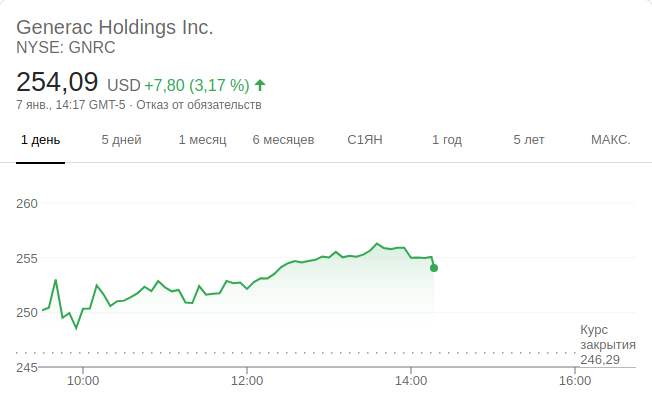 Generac Holdings Inc.
NYSE: GNRC
254,09 USD +7,80 (3,17 %) ↑
7 янв., 14:17 GMT-5 · Отказ от обязательств
1 день 5 дней 1 месяц 6 месяцев С1ЯН 1 год 5 лет МАКС.
260
255
250
Курс
закрытия
246,29
245
10:00 12:00 14:00 16:00